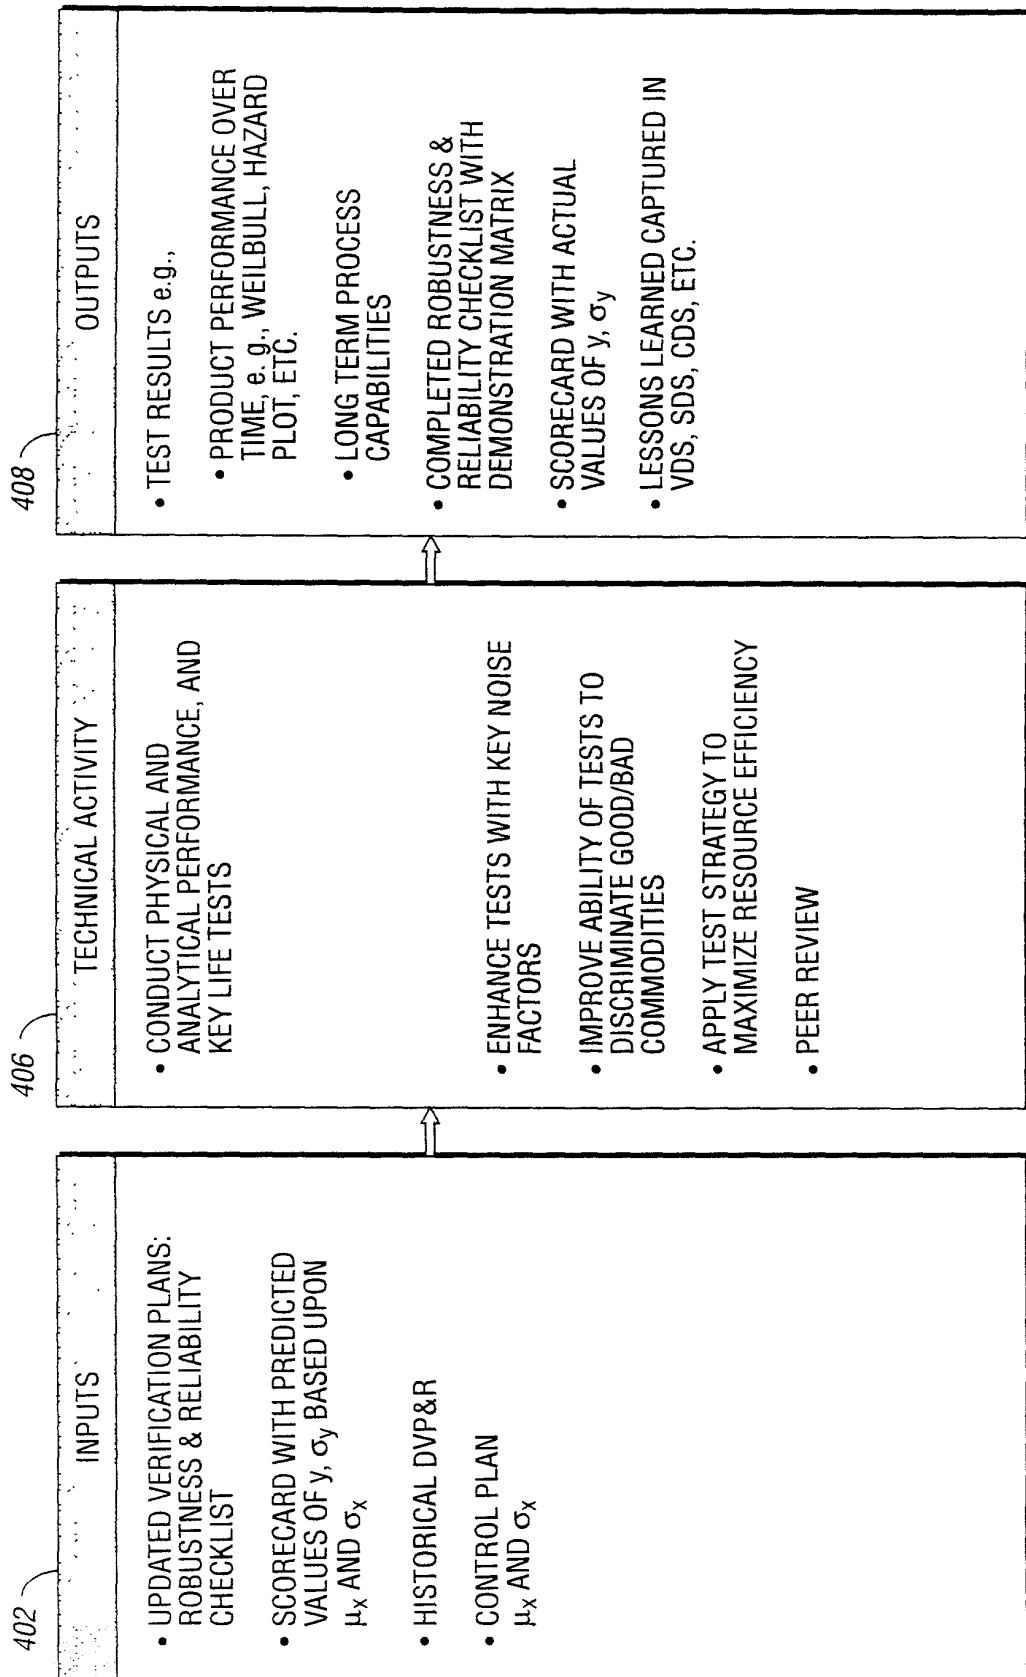 402
INPUTS
• UPDATED VERIFICATION PLANS:
ROBUSTNESS & RELIABILITY
CHECKLIST
• SCORECARD WITH PREDICTED
VALUES OF y, σy BASED UPON
μx AND σx
• HISTORICAL DVP&R
• CONTROL PLAN
μx AND σx
406
TECHNICAL ACTIVITY
• CONDUCT PHYSICAL AND
ANALYTICAL PERFORMANCE, AND
KEY LIFE TESTS
• ENHANCE TESTS WITH KEY NOISE
FACTORS
• IMPROVE ABILITY OF TESTS TO
DISCRIMINATE GOOD/BAD
COMMODITIES
• APPLY TEST STRATEGY TO
MAXIMIZE RESOURCE EFFICIENCY
• PEER REVIEW
408
OUTPUTS
• TEST RESULTS e.g.,
• PRODUCT PERFORMANCE OVER
TIME, e. g., WEILBULL, HAZARD
PLOT, ETC.
• LONG TERM PROCESS
CAPABILITIES
• COMPLETED ROBUSTNESS &
RELIABILITY CHECKLIST WITH
DEMONSTRATION MATRIX
• SCORECARD WITH ACTUAL
VALUES OF y, σy
• LESSONS LEARNED CAPTURED IN
VDS, SDS, CDS, ETC.